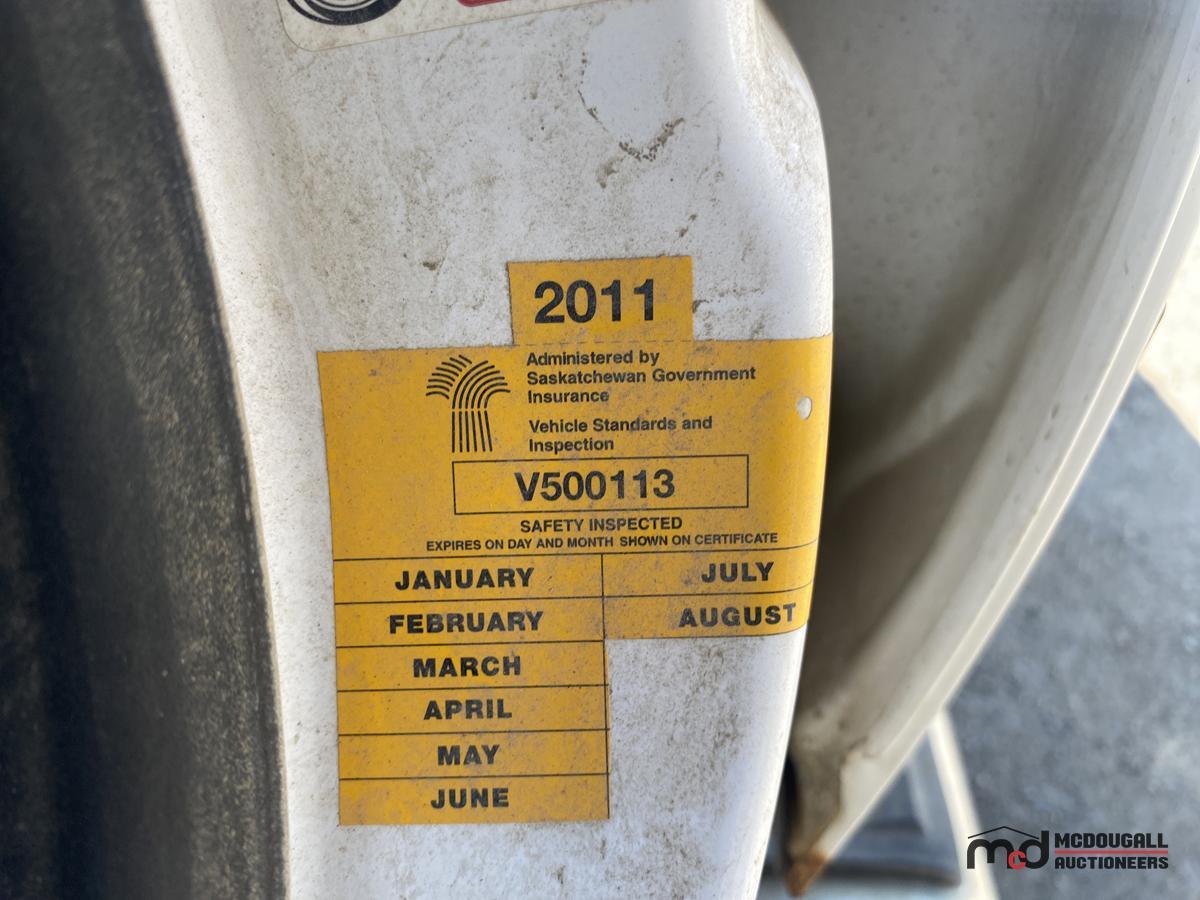 2011
Administered by
Saskatchewan Government
Insurance
Vehicle Standards and
Inspection
V500113
SAFETY INSPECTED
EXPIRES ON DAY AND MONTH SHOWN ON CERTIFICATE
JANUARY JULY
FEBRUARY AUGUST
MARCH
APRIL
MAY
JUNE
mcd MCDOUGALL
AUCTIONEERS